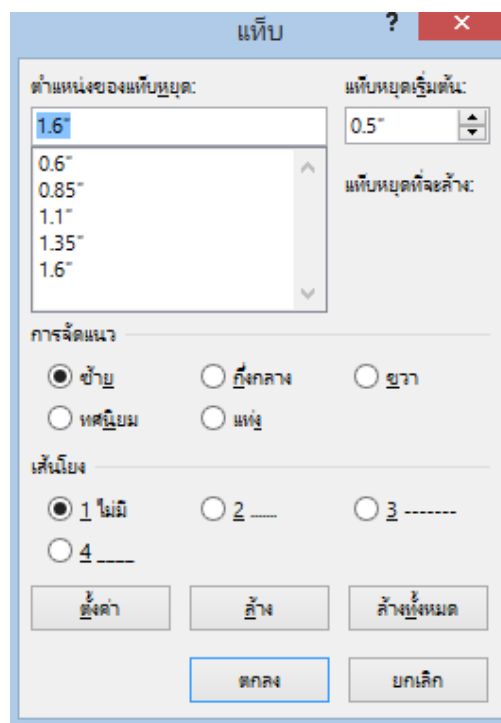 แท็บ ?
ตำแหน่งของแท็บหยุด: แท็บหยุดเริ่มต้น:
1.6" 0.5"
0.6"
0.85"
1.1"
1.35"
1.6"
แท็บหยุดที่จะล้าง:
การจัดแนว
ซ้าย กึ่งกลาง ขวา
ทศนิยม แท่ง
เส้นโยง
1 ไม่มี 2 ...... 3 -------
4 ____
ตั้งค่า ล้าง ล้างทั้งหมด
ตกลง ยกเลิก